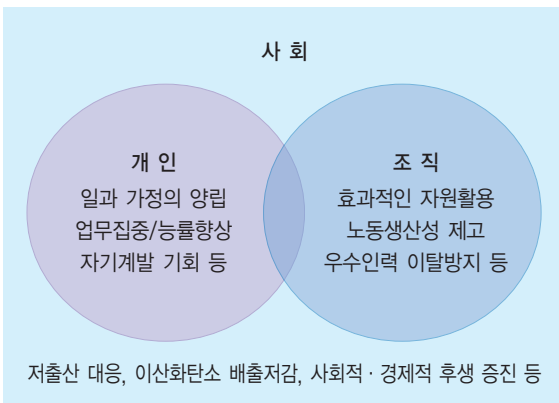 사 회
개 인
일과 가정의 양립
업무집중/능률향상
자기계발 기회 등
조 직
효과적인 자원활용
노동생산성 제고
우수인력 이탈방지 등
저출산 대응, 이산화탄소 배출저감, 사회적 · 경제적 후생 증진 등